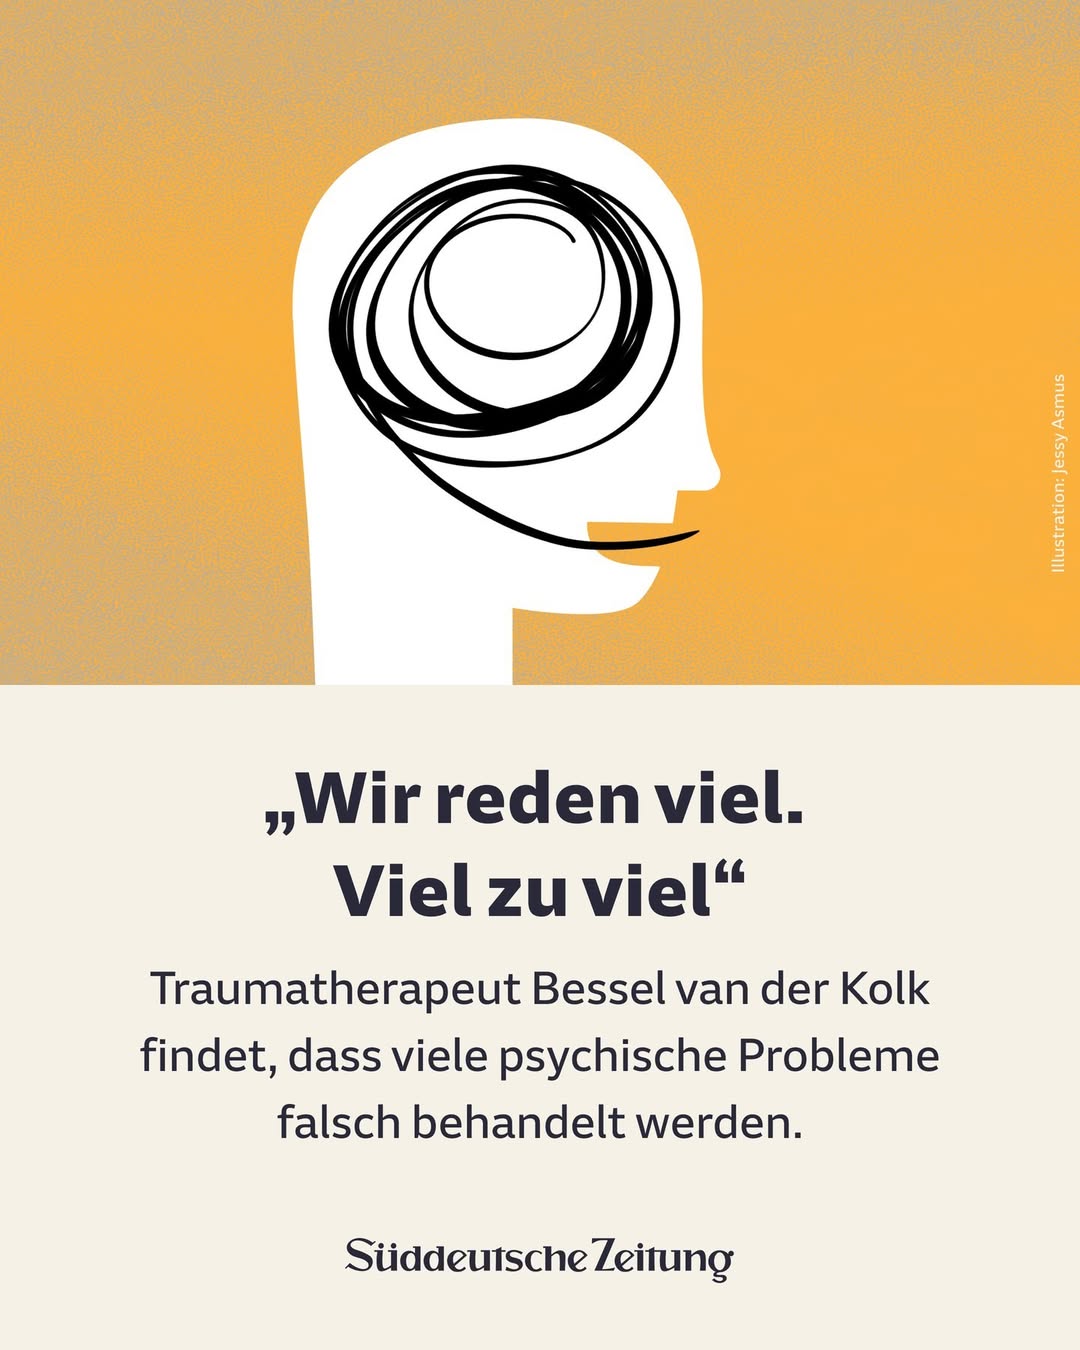 Illustration: Jessy Asmus
„Wir reden viel.
Viel zu viel“
Traumatherapeut Bessel van der Kolk
findet, dass viele psychische Probleme
falsch behandelt werden.
Süddeutsche Zeitung